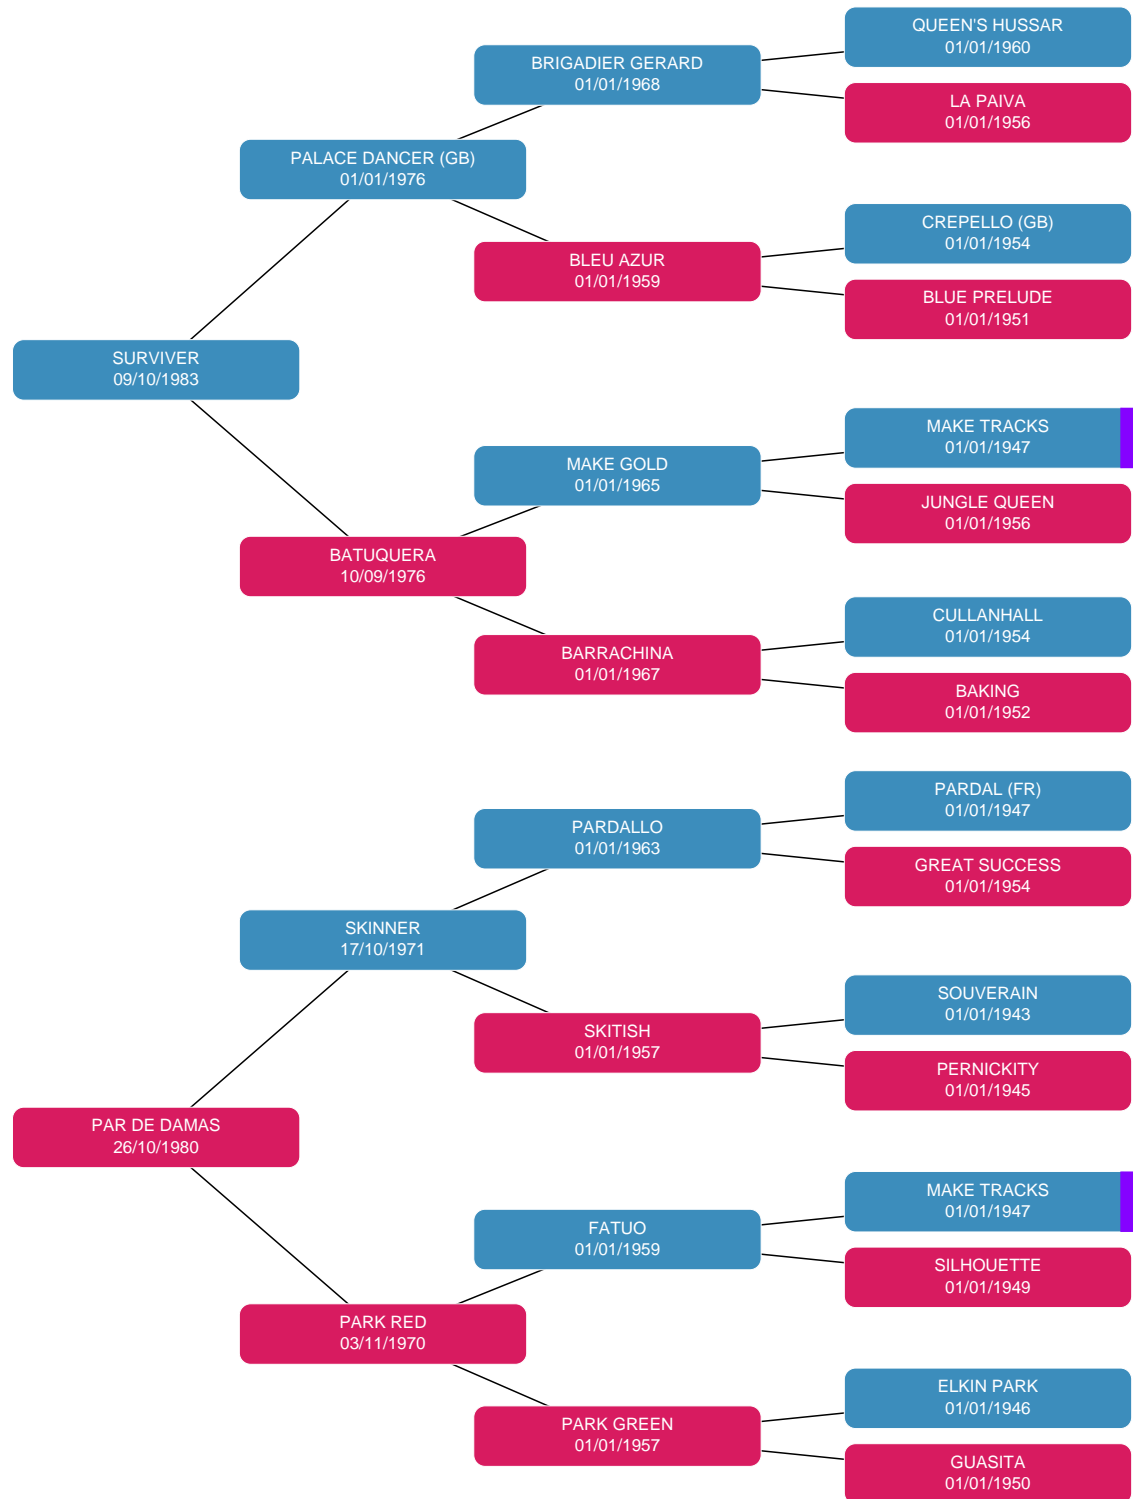 QUEEN'S HUSSAR
01/01/1960
BRIGADIER GERARD
01/01/1968
LA PAIVA
01/01/1956
PALACE DANCER (GB)
01/01/1976
CREPELLO (GB)
01/01/1954
BLEU AZUR
01/01/1959
BLUE PRELUDE
01/01/1951
SURVIVER
09/10/1983
MAKE TRACKS
01/01/1947
MAKE GOLD
01/01/1965
JUNGLE QUEEN
01/01/1956
BATUQUERA
10/09/1976
CULLANHALL
01/01/1954
BARRACHINA
01/01/1967
BAKING
01/01/1952
PARDAL (FR)
01/01/1947
PARDALLO
01/01/1963
GREAT SUCCESS
01/01/1954
SKINNER
17/10/1971
SOUVERAIN
01/01/1943
SKITISH
01/01/1957
PERNICKITY
01/01/1945
PAR DE DAMAS
26/10/1980
MAKE TRACKS
01/01/1947
FATUO
01/01/1959
SILHOUETTE
01/01/1949
PARK RED
03/11/1970
ELKIN PARK
01/01/1946
PARK GREEN
01/01/1957
GUASITA
01/01/1950